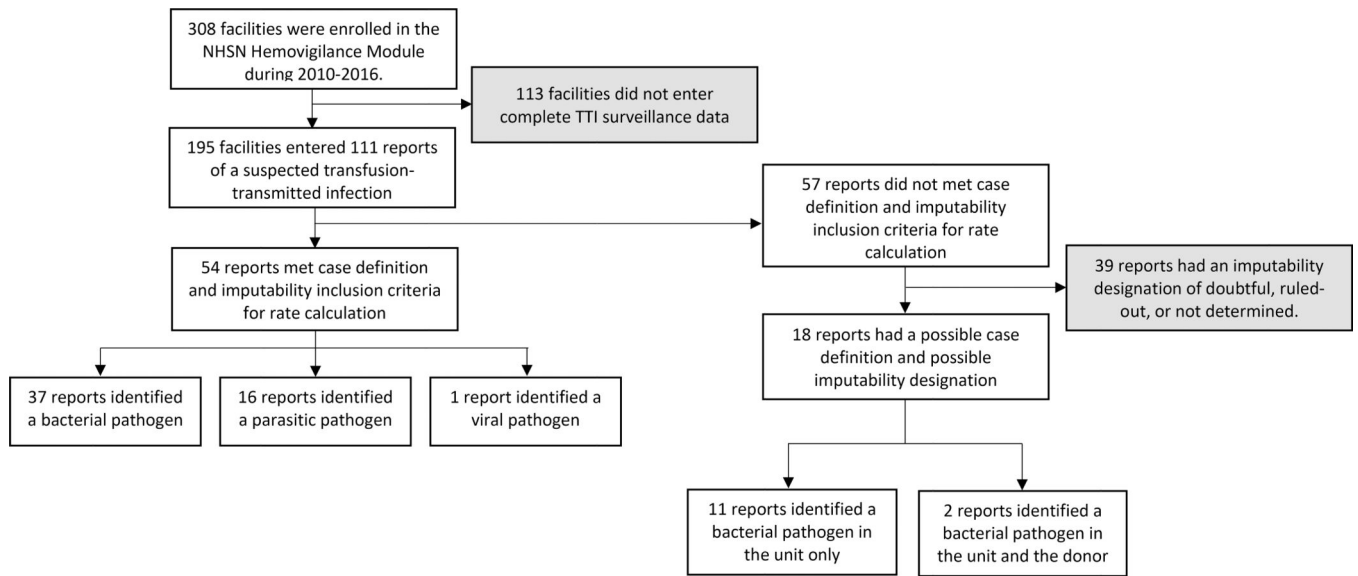 308 facilities were enrolled in the
NHSN Hemovigilance Module
during 2010-2016.
113 facilities did not enter
complete TTI surveillance data
195 facilities entered 111 reports
of a suspected transfusion-
transmitted infection
57 reports did not met case
definition and imputability
inclusion criteria for rate
calculation
54 reports met case definition
and imputability inclusion criteria
for rate calculation
39 reports had an imputability
designation of doubtful, ruled-
out, or not determined.
18 reports had a possible case
definition and possible
imputability designation
37 reports identified
a bacterial pathogen
16 reports identified
a parasitic pathogen
1 report identified a
viral pathogen
11 reports identified a
bacterial pathogen in
the unit only
2 reports identified a
bacterial pathogen in
the unit and the donor